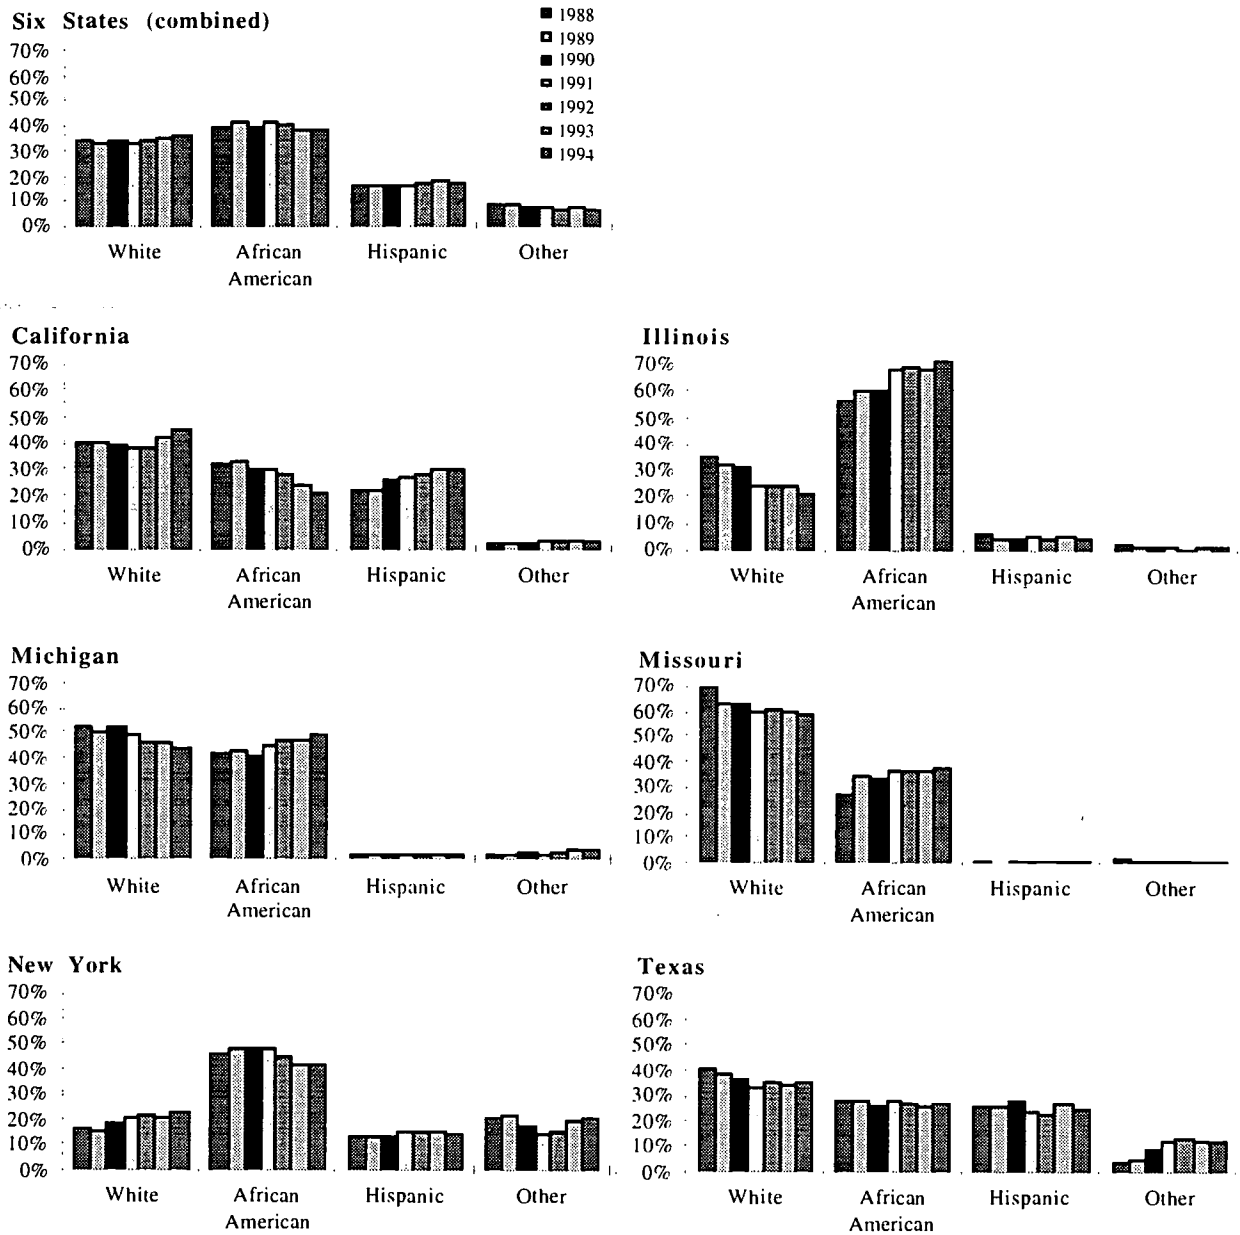 Six States (combined)
70%
60%
50%
40%
30%
20%
10%
0%
White
African
American
Hispanic
Other
1988
1989
1990
1991
1992
1993
1994
California
70%
60%
50%
40%
30%
20%
10%
0%
White
African
American
Hispanic
Other
Illinois
70%
60%
50%
40%
30%
20%
10%
0%
White
African
American
Hispanic
Other
Michigan
70%
60%
50%
40%
30%
20%
10%
0%
White
African
American
Hispanic
Other
Missouri
70%
60%
50%
40%
30%
20%
10%
0%
White
African
American
Hispanic
Other
New York
70%
60%
50%
40%
30%
20%
10%
0%
White
African
American
Hispanic
Other
Texas
70%
60%
50%
40%
30%
20%
10%
0%
White
African
American
Hispanic
Other